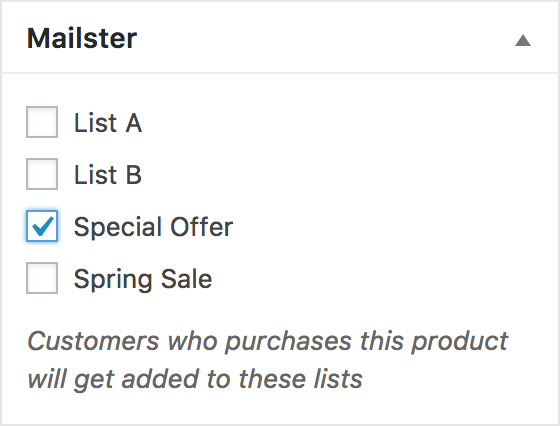 Mailster
List A
List B
Special Offer
Spring Sale
Customers who purchases this product
will get added to these lists